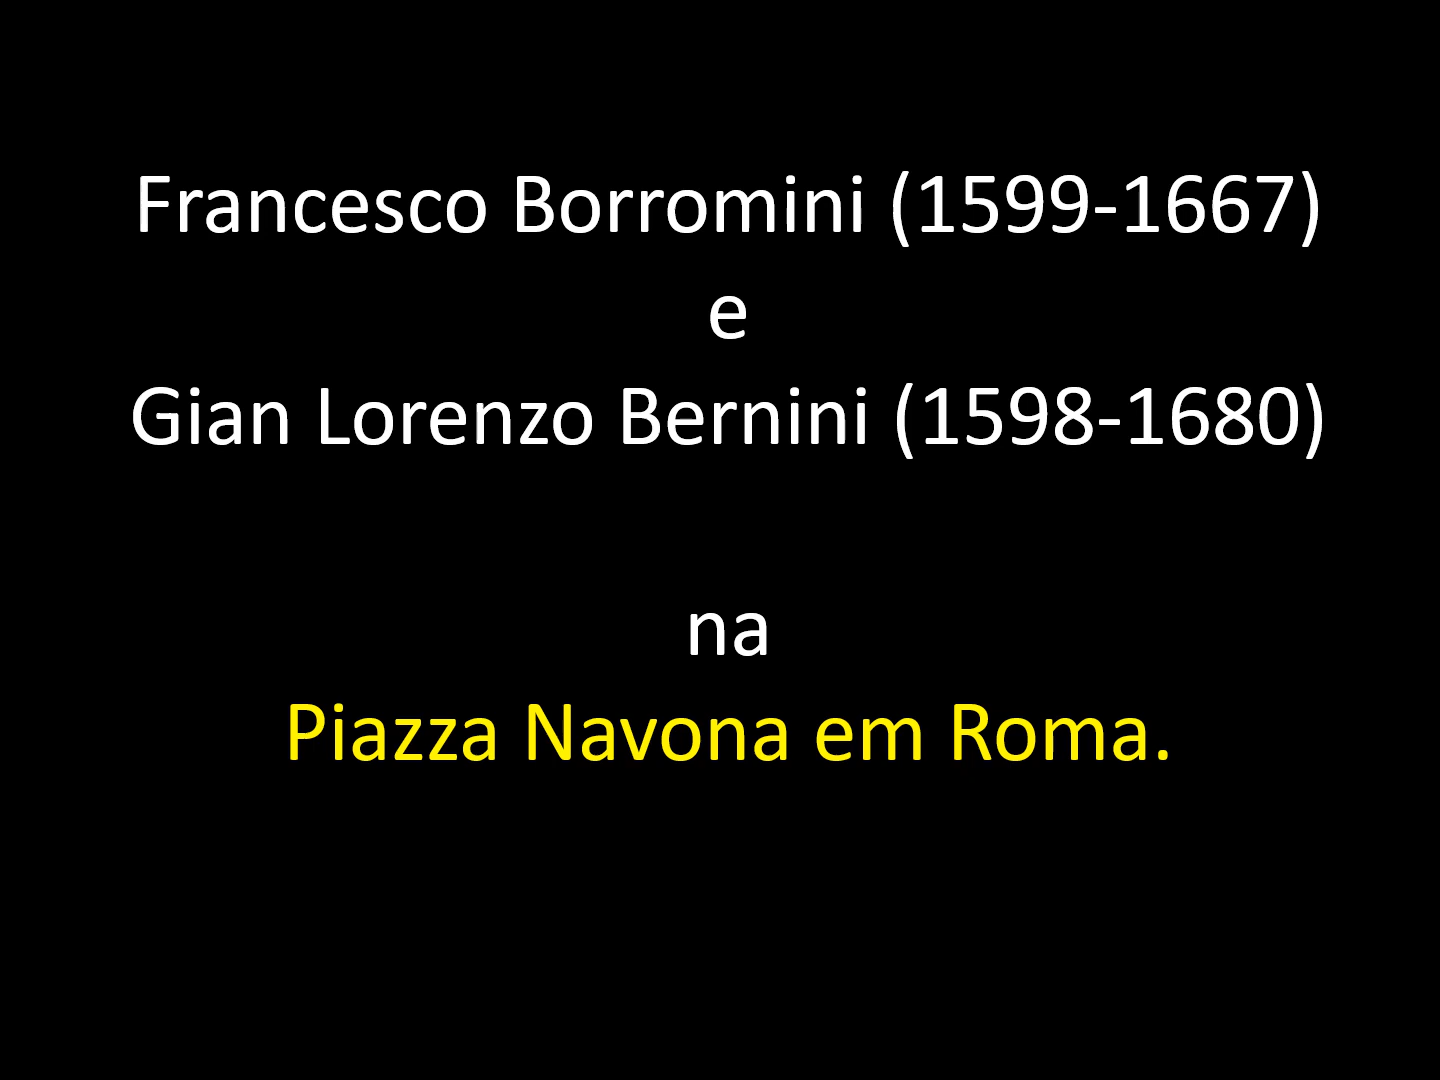 Francesco Borromini (1599-1667)
e
Gian Lorenzo Bernini (1598-1680)
na
Piazza Navona em Roma.